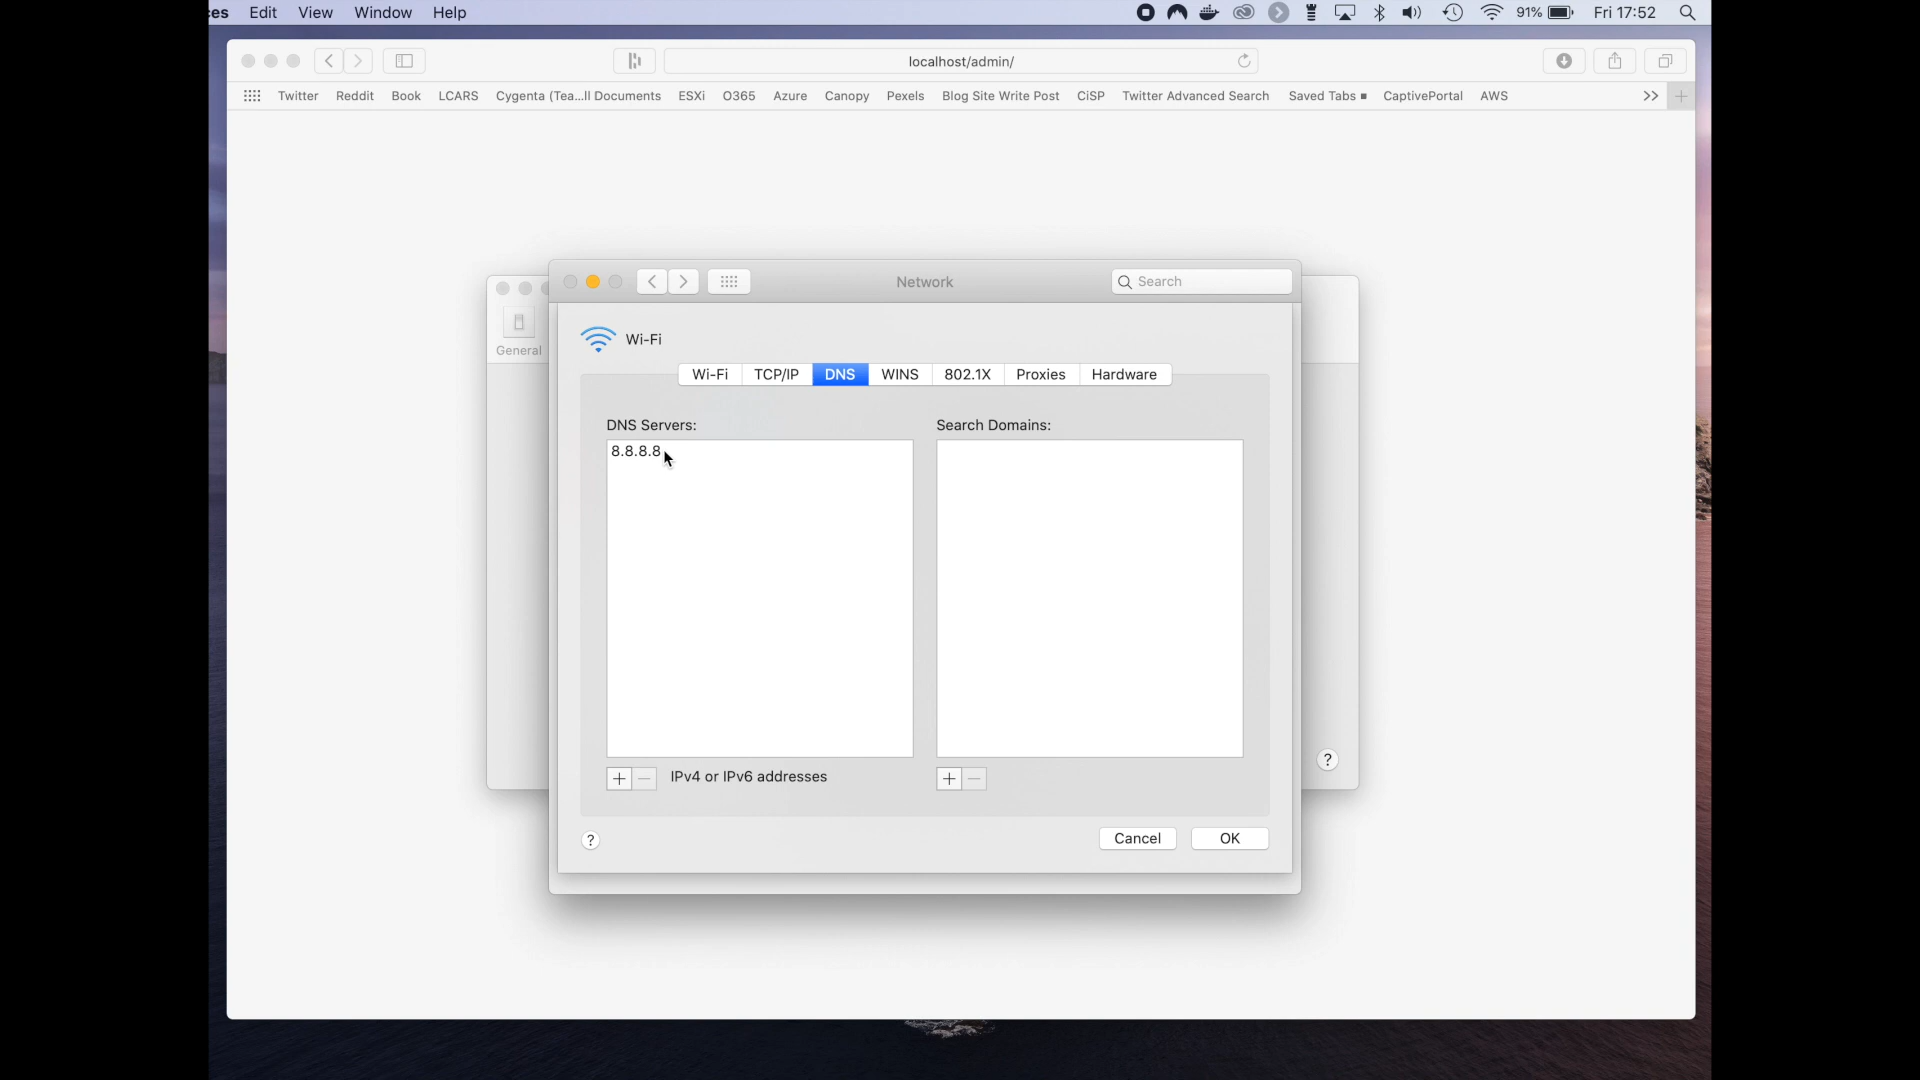 es Edit View Window Help 91% Fri 17:52
localhost/admin/
Twitter Reddit Book LCARS Cygenta (Tea...ll Documents ESXi O365 Azure Canopy Pexels Blog Site Write Post CiSP Twitter Advanced Search Saved Tabs CaptivePortal AWS
Network
Search
Wi-Fi
General
Wi-Fi TCP/IP DNS WINS 802.1X Proxies Hardware
DNS Servers: Search Domains:
8.8.8.8
?
+ − IPv4 or IPv6 addresses + −
? Cancel OK